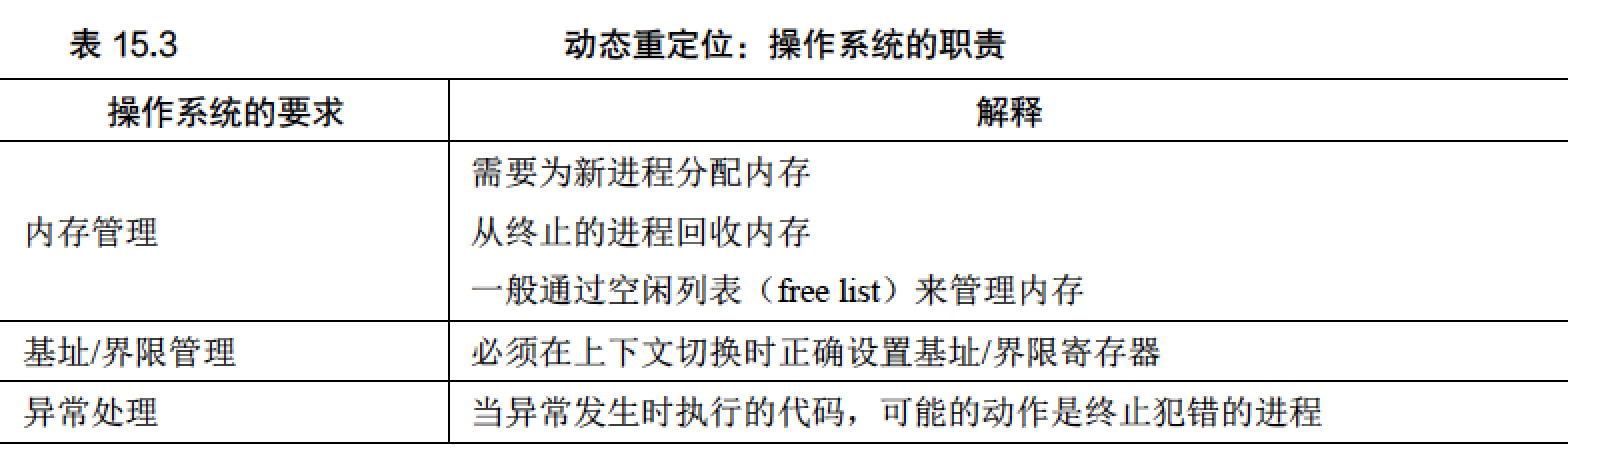 表 15.3 动态重定位：操作系统的职责
操作系统的要求 解释
内存管理
需要为新进程分配内存
从终止的进程回收内存
一般通过空闲列表（free list）来管理内存
基址/界限管理 必须在上下文切换时正确设置基址/界限寄存器
异常处理 当异常发生时执行的代码，可能的动作是终止犯错的进程